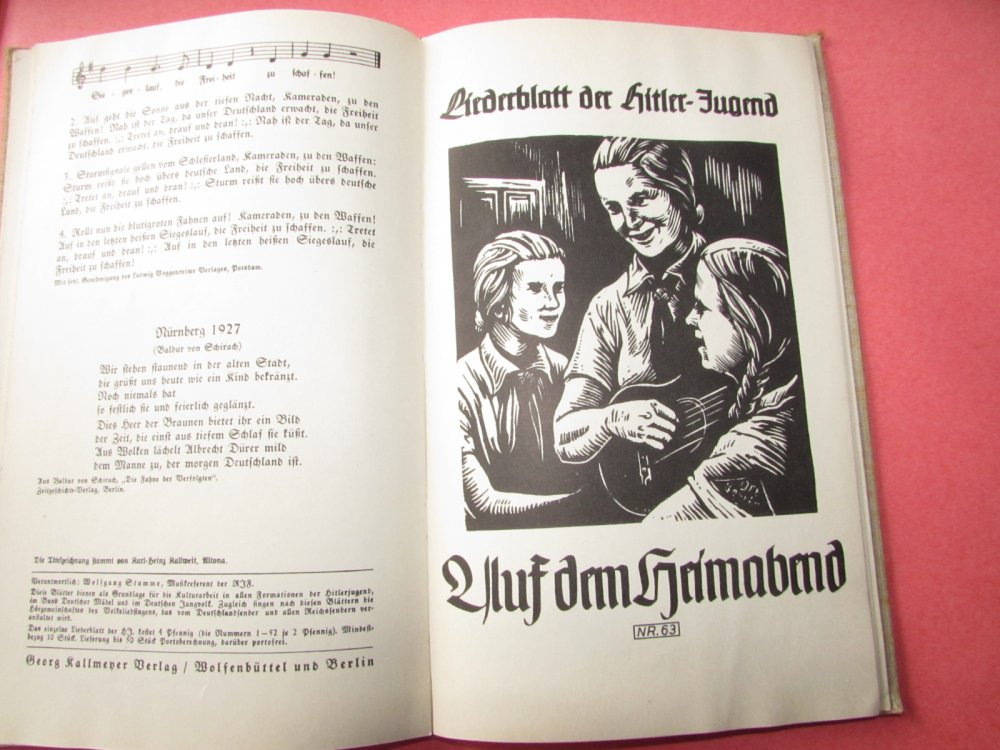 Sie - ges - lauf, die Frei - heit zu schaf - fen!
2. Auf geht die Sonne aus der tiefen Nacht, Kameraden, zu den
Waffen! Nah ist der Tag, da unser Deutschland erwacht, die Freiheit
zu schaffen. :,: Tretet an, drauf und dran! :,: Nah ist der Tag, da unser
Deutschland erwacht, die Freiheit zu schaffen.
3. Sturmsignale gellen vom Schlesierland, Kameraden, zu den Waffen:
Sturm reißt sie hoch übers deutsche Land, die Freiheit zu schaffen.
:,: Tretet an, drauf und dran! :,: Sturm reißt sie hoch übers deutsche
Land, die Freiheit zu schaffen.
4. Rollt nun die blutigroten Fahnen auf! Kameraden, zu den Waffen!
Auf in den letzten heißen Siegeslauf, die Freiheit zu schaffen. :,: Tretet
an, drauf und dran! :,: Auf in den letzten heißen Siegeslauf, die
Freiheit zu schaffen!
Mit frdl. Genehmigung des Ludwig Voggenreiter Verlages, Potsdam.
Nürnberg 1927
(Baldur von Schirach)
Wir stehen staunend in der alten Stadt,
die grüßt uns heute wie ein Kind bekränzt.
Noch niemals hat
so festlich sie und feierlich geglänzt.
Dies Heer der Braunen bietet ihr ein Bild
der Zeit, die einst aus tiefem Schlaf sie küßt.
Aus Wolken lächelt Albrecht Dürer mild
dem Manne zu, der morgen Deutschland ist.
Aus Baldur von Schirach, „Die Fahne der Verfolgten“.
Zeitgeschichte-Verlag, Berlin.
Die Titelzeichnung stammt von Karl-Heinz Kallweit, Altona.
Verantwortlich: Wolfgang Stumme, Musikreferent der RJF.
Diese Blätter dienen als Grundlage für die Kulturarbeit in allen Formationen der Hitlerjugend,
im Bund Deutscher Mädel und im Deutschen Jungvolk. Zugleich singen nach diesen Blättern die
Hörgemeinschaften des Volksliedsingens, das vom Deutschlandsender und allen Reichssendern ver-
anstaltet wird.
Das einzelne Liederblatt der HJ. kostet 4 Pfennig (die Nummern 1—52 je 2 Pfennig). Mindest-
bezug 10 Stück. Lieferung bis 50 Stück Portoberechnung, darüber portofrei.
Georg Kallmeyer Verlag / Wolfenbüttel und Berlin
Liederblatt der Hitler-Jugend
Auf dem Heimabend
NR. 63